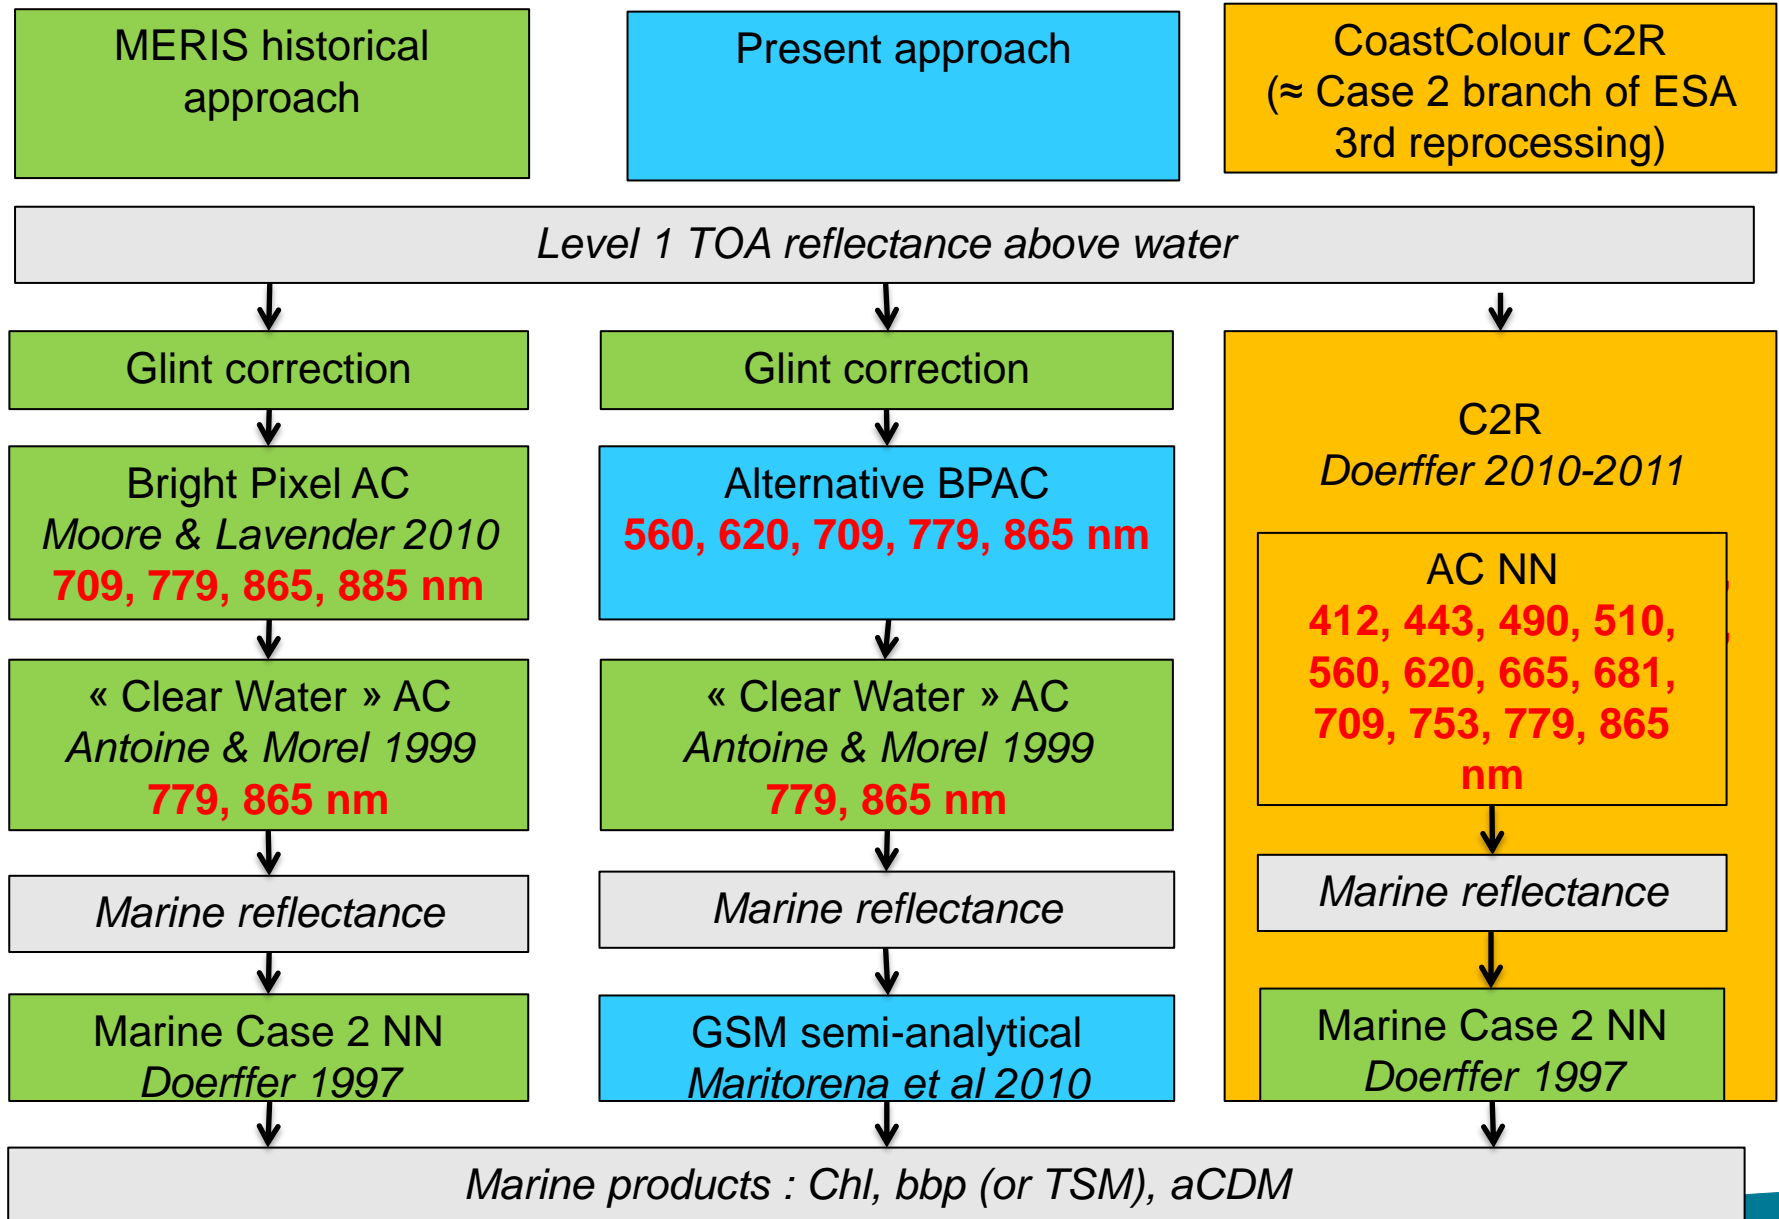 MERIS historical
approach
Present approach
CoastColour C2R
(≈ Case 2 branch of ESA
3rd reprocessing)
Level 1 TOA reflectance above water
Glint correction
Bright Pixel AC
Moore & Lavender 2010
709, 779, 865, 885 nm
« Clear Water » AC
Antoine & Morel 1999
779, 865 nm
Marine reflectance
Marine Case 2 NN
Doerffer 1997
Glint correction
Alternative BPAC
560, 620, 709, 779, 865 nm
« Clear Water » AC
Antoine & Morel 1999
779, 865 nm
Marine reflectance
GSM semi-analytical
Maritorena et al 2010
C2R
Doerffer 2010-2011
AC NN
412, 443, 490, 510,
560, 620, 665, 681,
709, 753, 779, 865
nm
Marine reflectance
Marine Case 2 NN
Doerffer 1997
Marine products : Chl, bbp (or TSM), aCDM